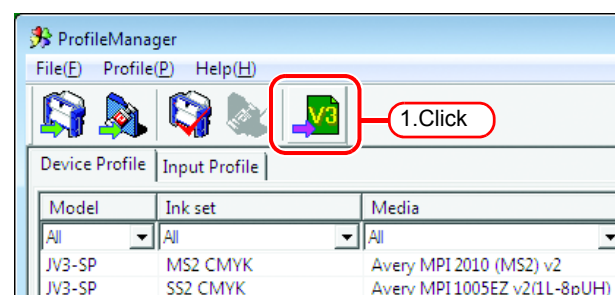 ProfileManager
File(F) Profile(P) Help(H)
V3
1.Click
Device Profile Input Profile
Model Ink set Media
All All All
JV3-SP MS2 CMYK Avery MPI 2010 (MS2) v2
JV3-SP SS2 CMYK Avery MPI 1005EZ v2(1L-8pUH)